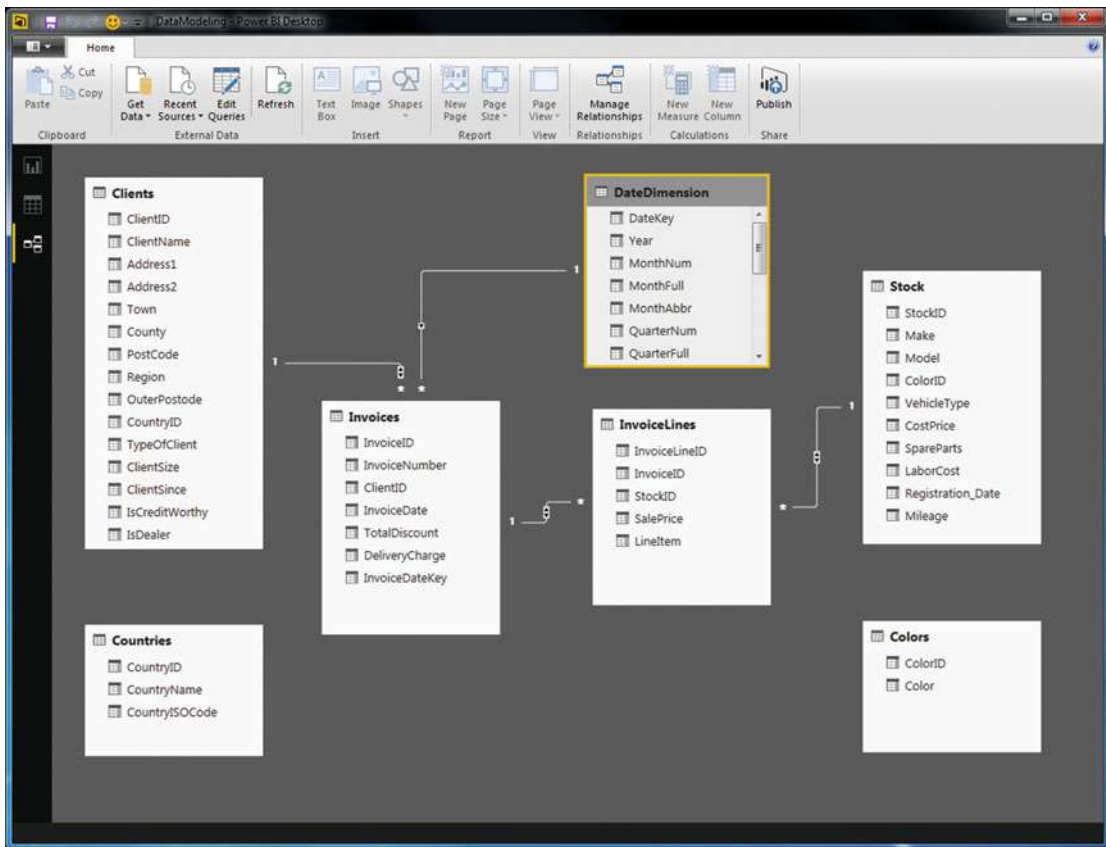 DataModeling - Power BI Desktop
Home
Paste
Cut
Copy
Clipboard
Get Data
Recent Sources
Edit Queries
Refresh
External Data
Text Box
Image
Shapes
Insert
New Page
Page Size
Report
Page View
View
Manage Relationships
Relationships
New Measure
New Column
Calculations
Publish
Share
Clients
ClientID
ClientName
Address1
Address2
Town
County
PostCode
Region
OuterPostode
CountryID
TypeOfClient
ClientSize
ClientSince
IsCreditWorthy
IsDealer
1
*
*
1
DateDimension
DateKey
Year
MonthNum
MonthFull
MonthAbbr
QuarterNum
QuarterFull
Invoices
InvoiceID
InvoiceNumber
ClientID
InvoiceDate
TotalDiscount
DeliveryCharge
InvoiceDateKey
1
*
InvoiceLines
InvoiceLineID
InvoiceID
StockID
SalePrice
LineItem
*
1
Stock
StockID
Make
Model
ColorID
VehicleType
CostPrice
SpareParts
LaborCost
Registration_Date
Mileage
Countries
CountryID
CountryName
CountryISOCode
Colors
ColorID
Color